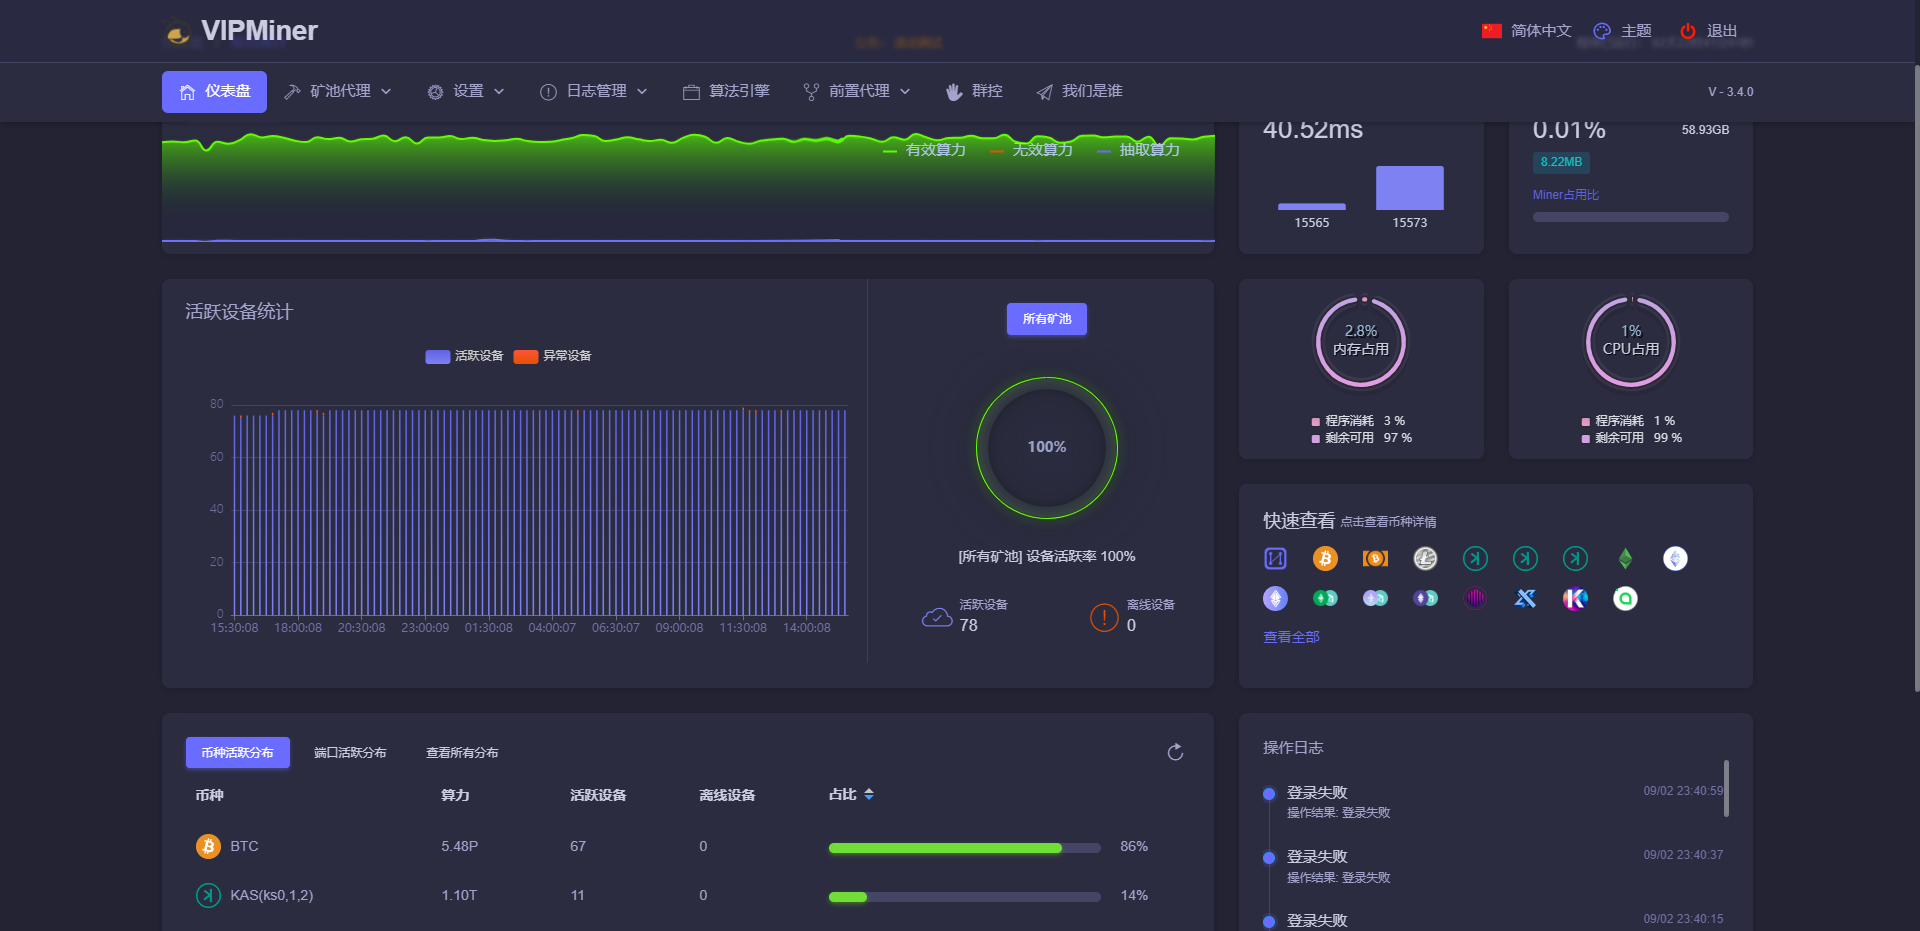 VIPMiner
简体中文
主题
退出
仪表盘
矿池代理
设置
日志管理
算法引擎
前置代理
群控
我们是谁
V - 3.4.0
有效算力
无效算力
抽取算力
40.52ms
15565
15573
0.01%
58.93GB
8.22MB
Miner占用比
活跃设备统计
活跃设备
异常设备
80
60
40
20
0
15:30:08
18:00:08
20:30:08
23:00:09
01:30:08
04:00:07
06:30:07
09:00:08
11:30:08
14:00:08
所有矿池
100%
[所有矿池] 设备活跃率 100%
活跃设备
78
离线设备
0
2.8%
内存占用
程序消耗 3 %
剩余可用 97 %
1%
CPU占用
程序消耗 1 %
剩余可用 99 %
快速查看 点击查看币种详情
查看全部
币种活跃分布
端口活跃分布
查看所有分布
币种
算力
活跃设备
离线设备
占比
BTC
5.48P
67
0
86%
KAS(ks0,1,2)
1.10T
11
0
14%
操作日志
登录失败
09/02 23:40:59
操作结果: 登录失败
登录失败
09/02 23:40:37
操作结果: 登录失败
登录失败
09/02 23:40:15